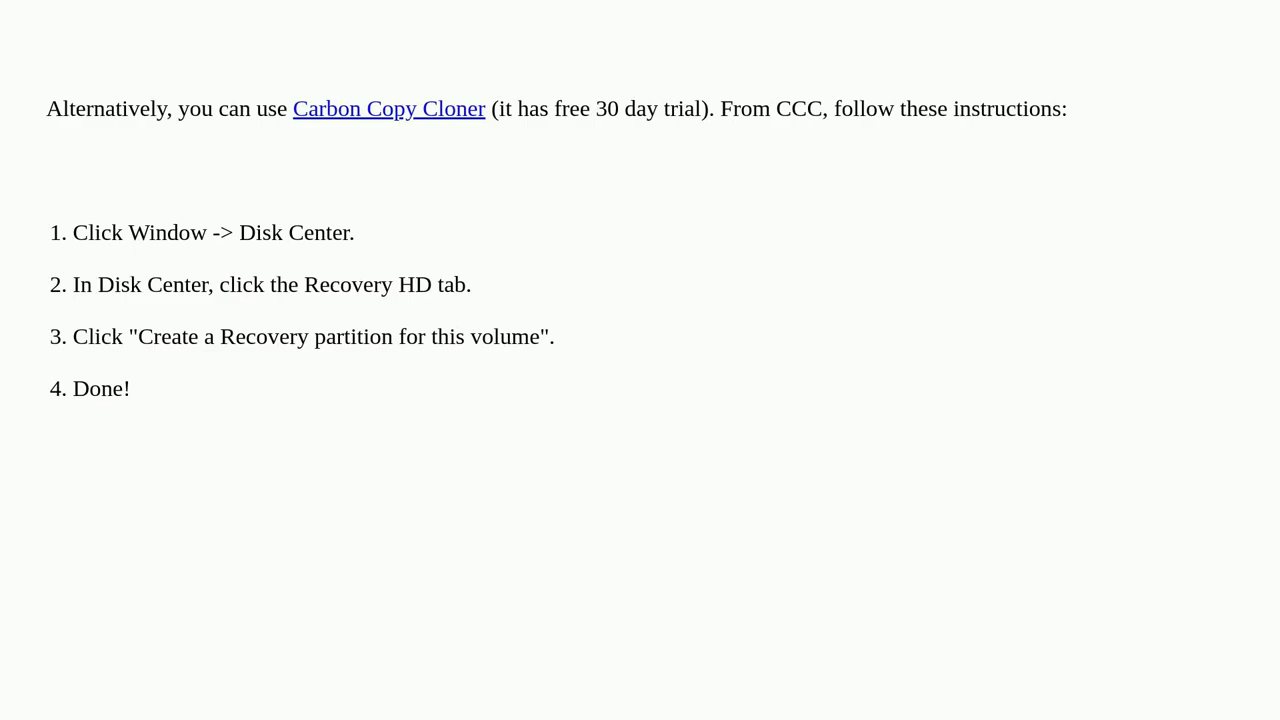 Alternatively, you can use Carbon Copy Cloner (it has free 30 day trial). From CCC, follow these instructions:
1. Click Window -> Disk Center.
2. In Disk Center, click the Recovery HD tab.
3. Click "Create a Recovery partition for this volume".
4. Done!